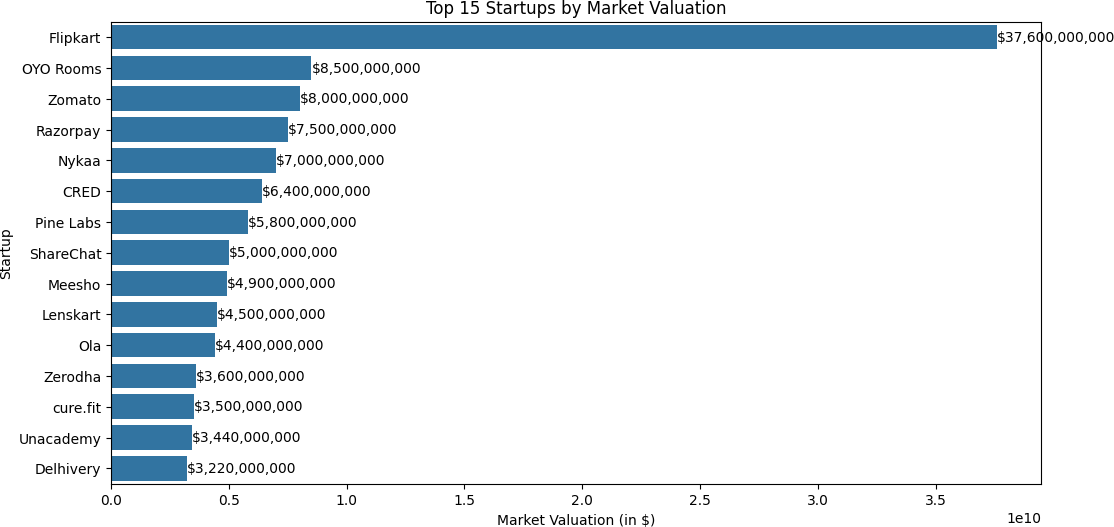 Top 15 Startups by Market Valuation
Flipkart $37,600,000,000
OYO Rooms $8,500,000,000
Zomato $8,000,000,000
Razorpay $7,500,000,000
Nykaa $7,000,000,000
CRED $6,400,000,000
Pine Labs $5,800,000,000
ShareChat $5,000,000,000
Meesho $4,900,000,000
Lenskart $4,500,000,000
Ola $4,400,000,000
Zerodha $3,600,000,000
cure.fit $3,500,000,000
Unacademy $3,440,000,000
Delhivery $3,220,000,000
Startup
0.0 0.5 1.0 1.5 2.0 2.5 3.0 3.5
1e10
Market Valuation (in $)